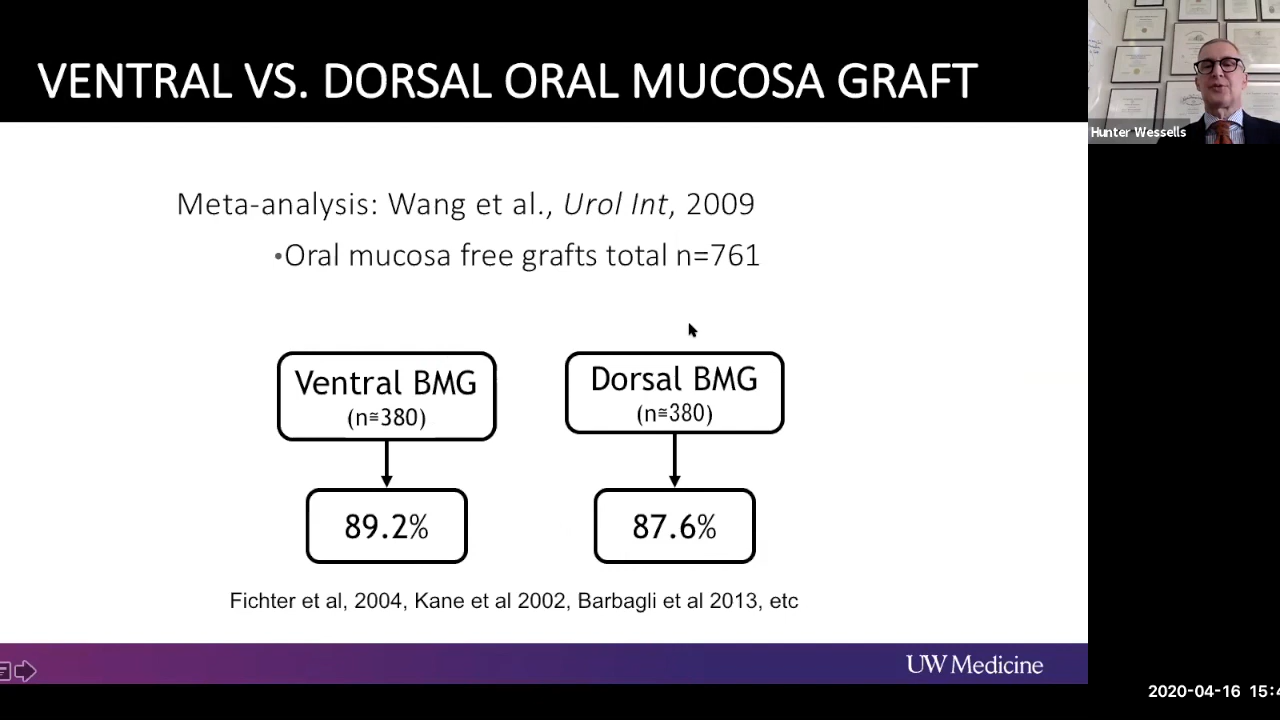 VENTRAL VS. DORSAL ORAL MUCOSA GRAFT
Hunter Wessells
Meta-analysis: Wang et al., Urol Int, 2009
•Oral mucosa free grafts total n=761
Ventral BMG
(n≅380)
Dorsal BMG
(n≅380)
89.2%
87.6%
Fichter et al, 2004, Kane et al 2002, Barbagli et al 2013, etc
UW Medicine
2020-04-16 15:4